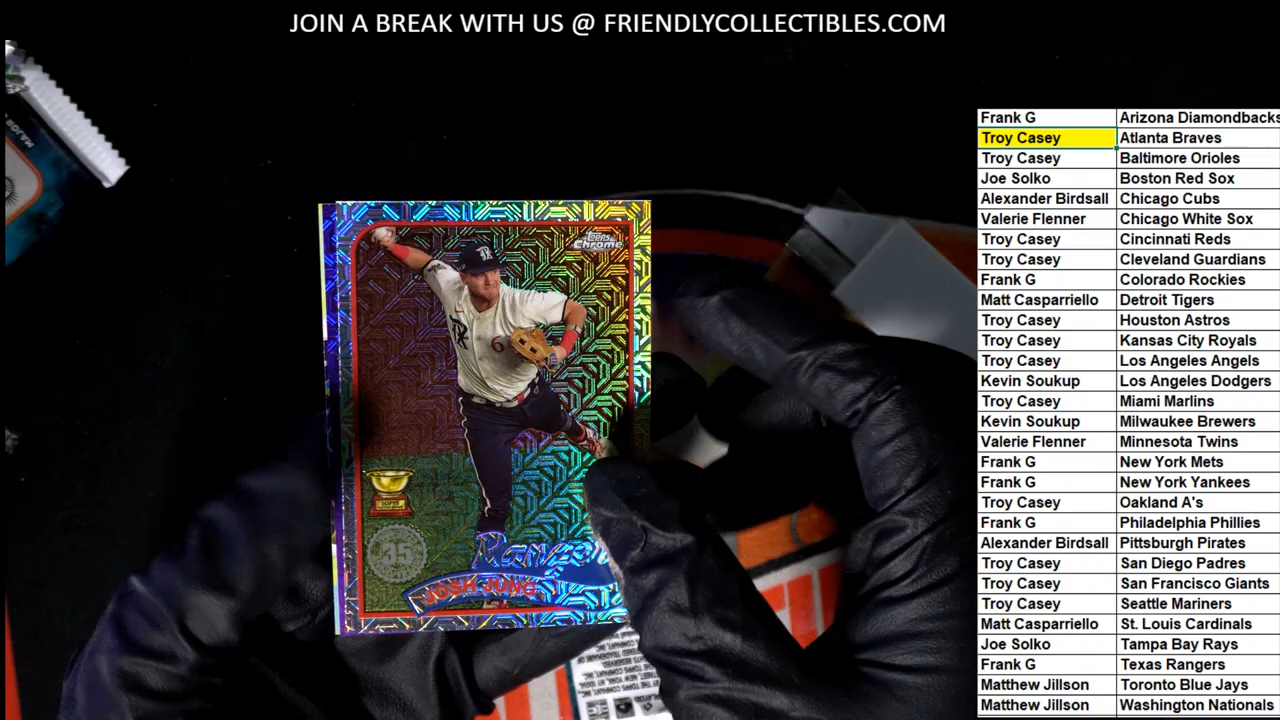 JOIN A BREAK WITH US @ FRIENDLYCOLLECTIBLES.COM
Frank G Arizona Diamondbacks
Troy Casey Atlanta Braves
Troy Casey Baltimore Orioles
Joe Solko Boston Red Sox
Alexander Birdsall Chicago Cubs
Valerie Flenner Chicago White Sox
Troy Casey Cincinnati Reds
Troy Casey Cleveland Guardians
Frank G Colorado Rockies
Matt Casparriello Detroit Tigers
Troy Casey Houston Astros
Troy Casey Kansas City Royals
Troy Casey Los Angeles Angels
Kevin Soukup Los Angeles Dodgers
Troy Casey Miami Marlins
Kevin Soukup Milwaukee Brewers
Valerie Flenner Minnesota Twins
Frank G New York Mets
Frank G New York Yankees
Troy Casey Oakland A's
Frank G Philadelphia Phillies
Alexander Birdsall Pittsburgh Pirates
Troy Casey San Diego Padres
Troy Casey San Francisco Giants
Troy Casey Seattle Mariners
Matt Casparriello St. Louis Cardinals
Joe Solko Tampa Bay Rays
Frank G Texas Rangers
Matthew Jillson Toronto Blue Jays
Matthew Jillson Washington Nationals
MAJOR
Topps
Chrome
6
35
Rangers
JOSH JUNG